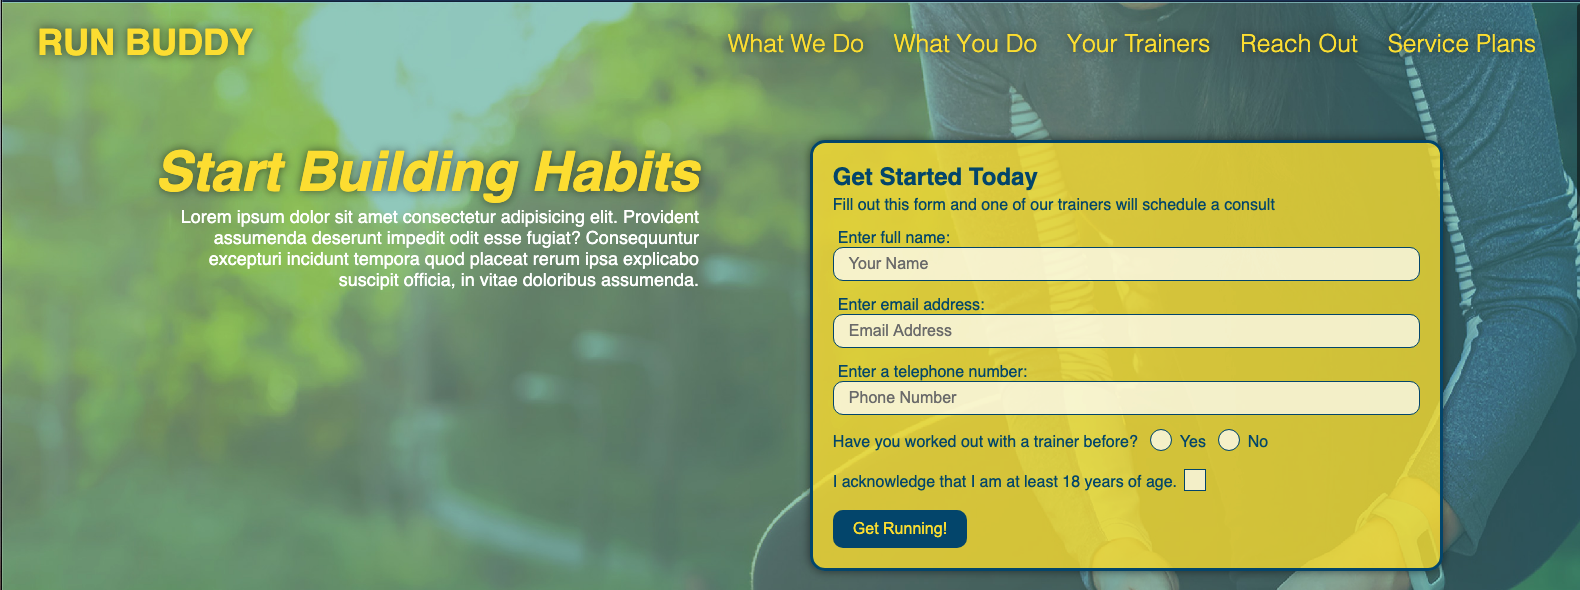 RUN BUDDY
What We Do What You Do Your Trainers Reach Out Service Plans
Start Building Habits
Lorem ipsum dolor sit amet consectetur adipisicing elit. Provident
assumenda deserunt impedit odit esse fugiat? Consequuntur
excepturi incidunt tempora quod placeat rerum ipsa explicabo
suscipit officia, in vitae doloribus assumenda.
Get Started Today
Fill out this form and one of our trainers will schedule a consult
Enter full name:
Your Name
Enter email address:
Email Address
Enter a telephone number:
Phone Number
Have you worked out with a trainer before? Yes No
I acknowledge that I am at least 18 years of age.
Get Running!